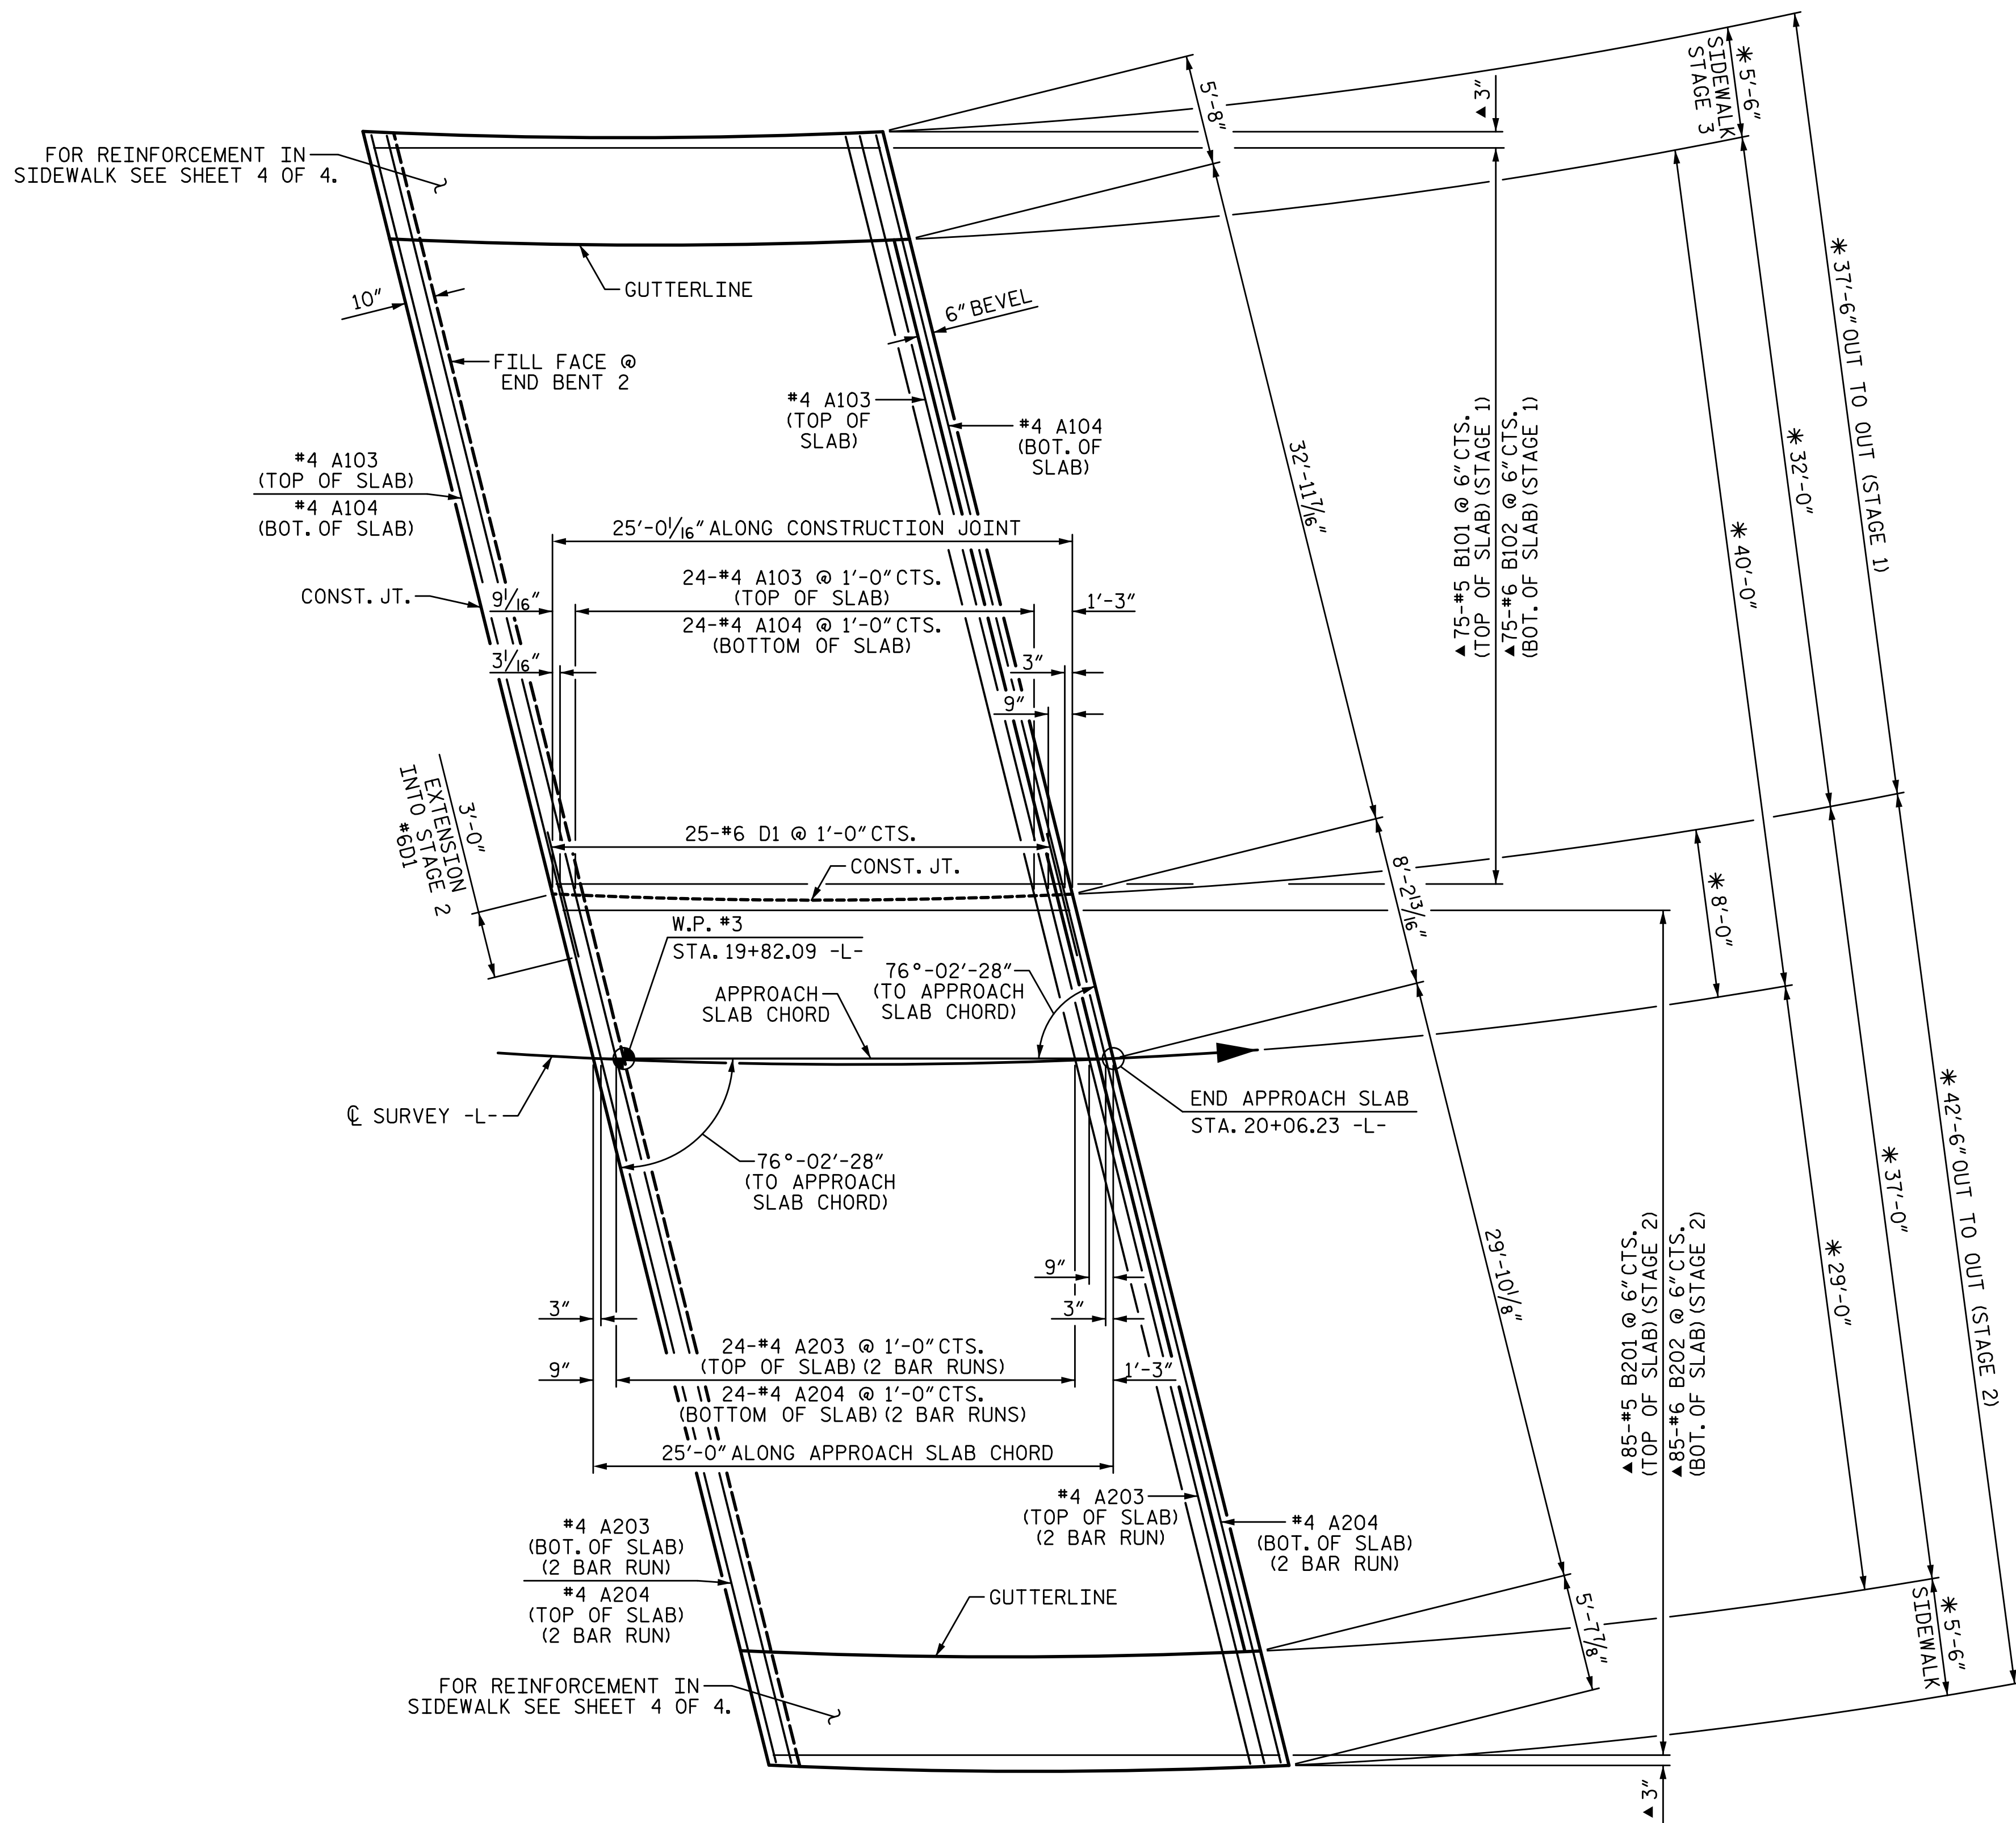 FOR REINFORCEMENT IN
SIDEWALK SEE SHEET 4 OF 4.
GUTTERLINE
10"
6" BEVEL
FILL FACE @
END BENT 2
#4 A103
(TOP OF
SLAB)
#4 A104
(BOT. OF
SLAB)
#4 A103
(TOP OF SLAB)
#4 A104
(BOT. OF SLAB)
CONST. JT.
25'-0 1/16" ALONG CONSTRUCTION JOINT
24-#4 A103 @ 1'-0" CTS.
(TOP OF SLAB)
24-#4 A104 @ 1'-0" CTS.
(BOTTOM OF SLAB)
9 1/16"
1'-3"
3 1/16"
3"
9"
3'-0"
EXTENSION
INTO STAGE 2
#6D1
25-#6 D1 @ 1'-0" CTS.
CONST. JT.
W.P. #3
STA. 19+82.09 -L-
76°-02'-28"
(TO APPROACH
SLAB CHORD)
APPROACH
SLAB CHORD
℄ SURVEY -L-
END APPROACH SLAB
STA. 20+06.23 -L-
76°-02'-28"
(TO APPROACH
SLAB CHORD)
9"
3"
3"
24-#4 A203 @ 1'-0" CTS.
(TOP OF SLAB) (2 BAR RUNS)
24-#4 A204 @ 1'-0" CTS.
(BOTTOM OF SLAB) (2 BAR RUNS)
9"
1'-3"
25'-0" ALONG APPROACH SLAB CHORD
#4 A203
(TOP OF SLAB)
(2 BAR RUN)
#4 A204
(BOT. OF SLAB)
(2 BAR RUN)
#4 A203
(BOT. OF SLAB)
(2 BAR RUN)
#4 A204
(TOP OF SLAB)
(2 BAR RUN)
GUTTERLINE
FOR REINFORCEMENT IN
SIDEWALK SEE SHEET 4 OF 4.
5'-8"
32'-11 7/16"
8'-2 13/16"
29'-10 1/8"
5'-7 7/8"
▲ 3"
▲75-#5 B101 @ 6" CTS.
(TOP OF SLAB) (STAGE 1)
▲75-#6 B102 @ 6" CTS.
(BOT. OF SLAB) (STAGE 1)
▲85-#5 B201 @ 6" CTS.
(TOP OF SLAB) (STAGE 2)
▲85-#6 B202 @ 6" CTS.
(BOT. OF SLAB) (STAGE 2)
▲ 3"
* 5'-6"
SIDEWALK
STAGE 3
* 37'-6" OUT TO OUT (STAGE 1)
* 32'-0"
* 40'-0"
* 8'-0"
* 42'-6" OUT TO OUT (STAGE 2)
* 37'-0"
* 29'-0"
* 5'-6"
SIDEWALK